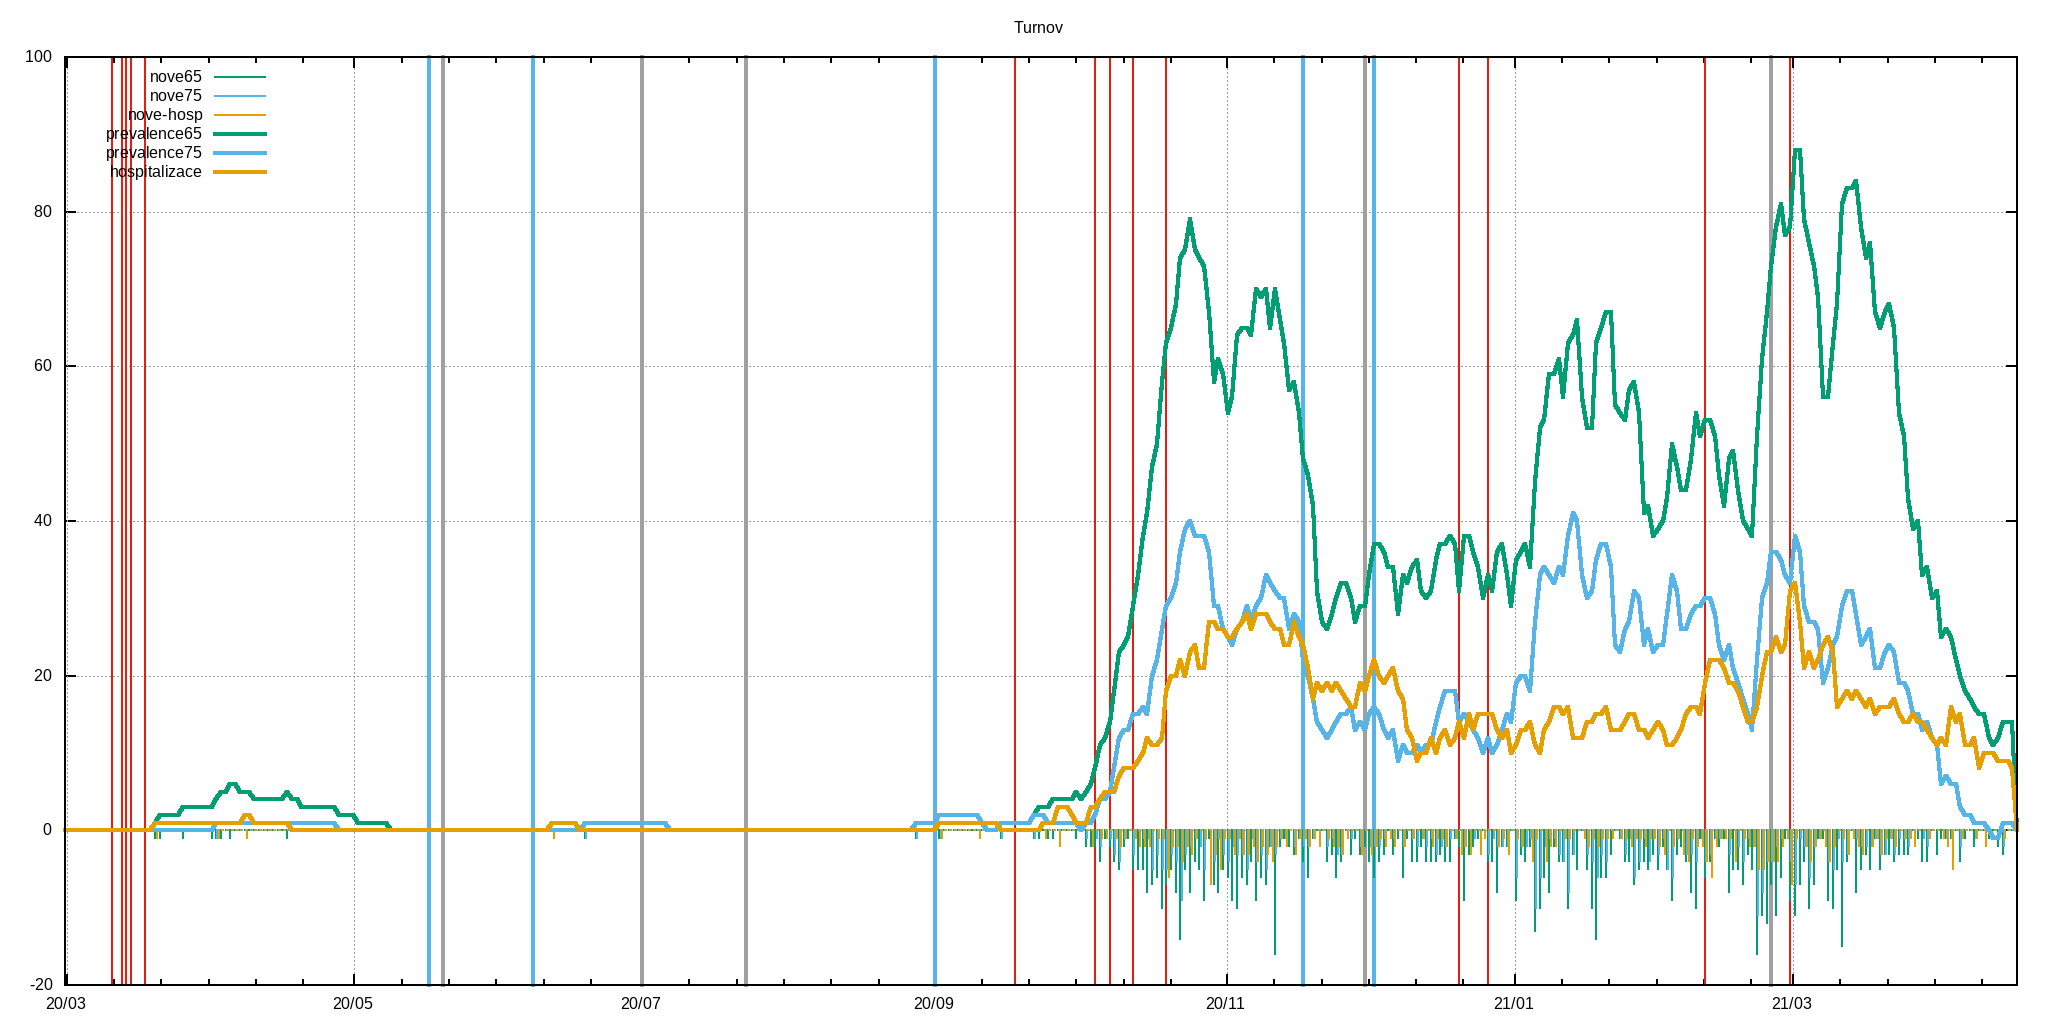 Turnov
100
nove65
nove75
nove-hosp
prevalence65
prevalence75
hospitalizace
80
60
40
20
0
-20
20/03 20/05 20/07 20/09 20/11 21/01 21/03